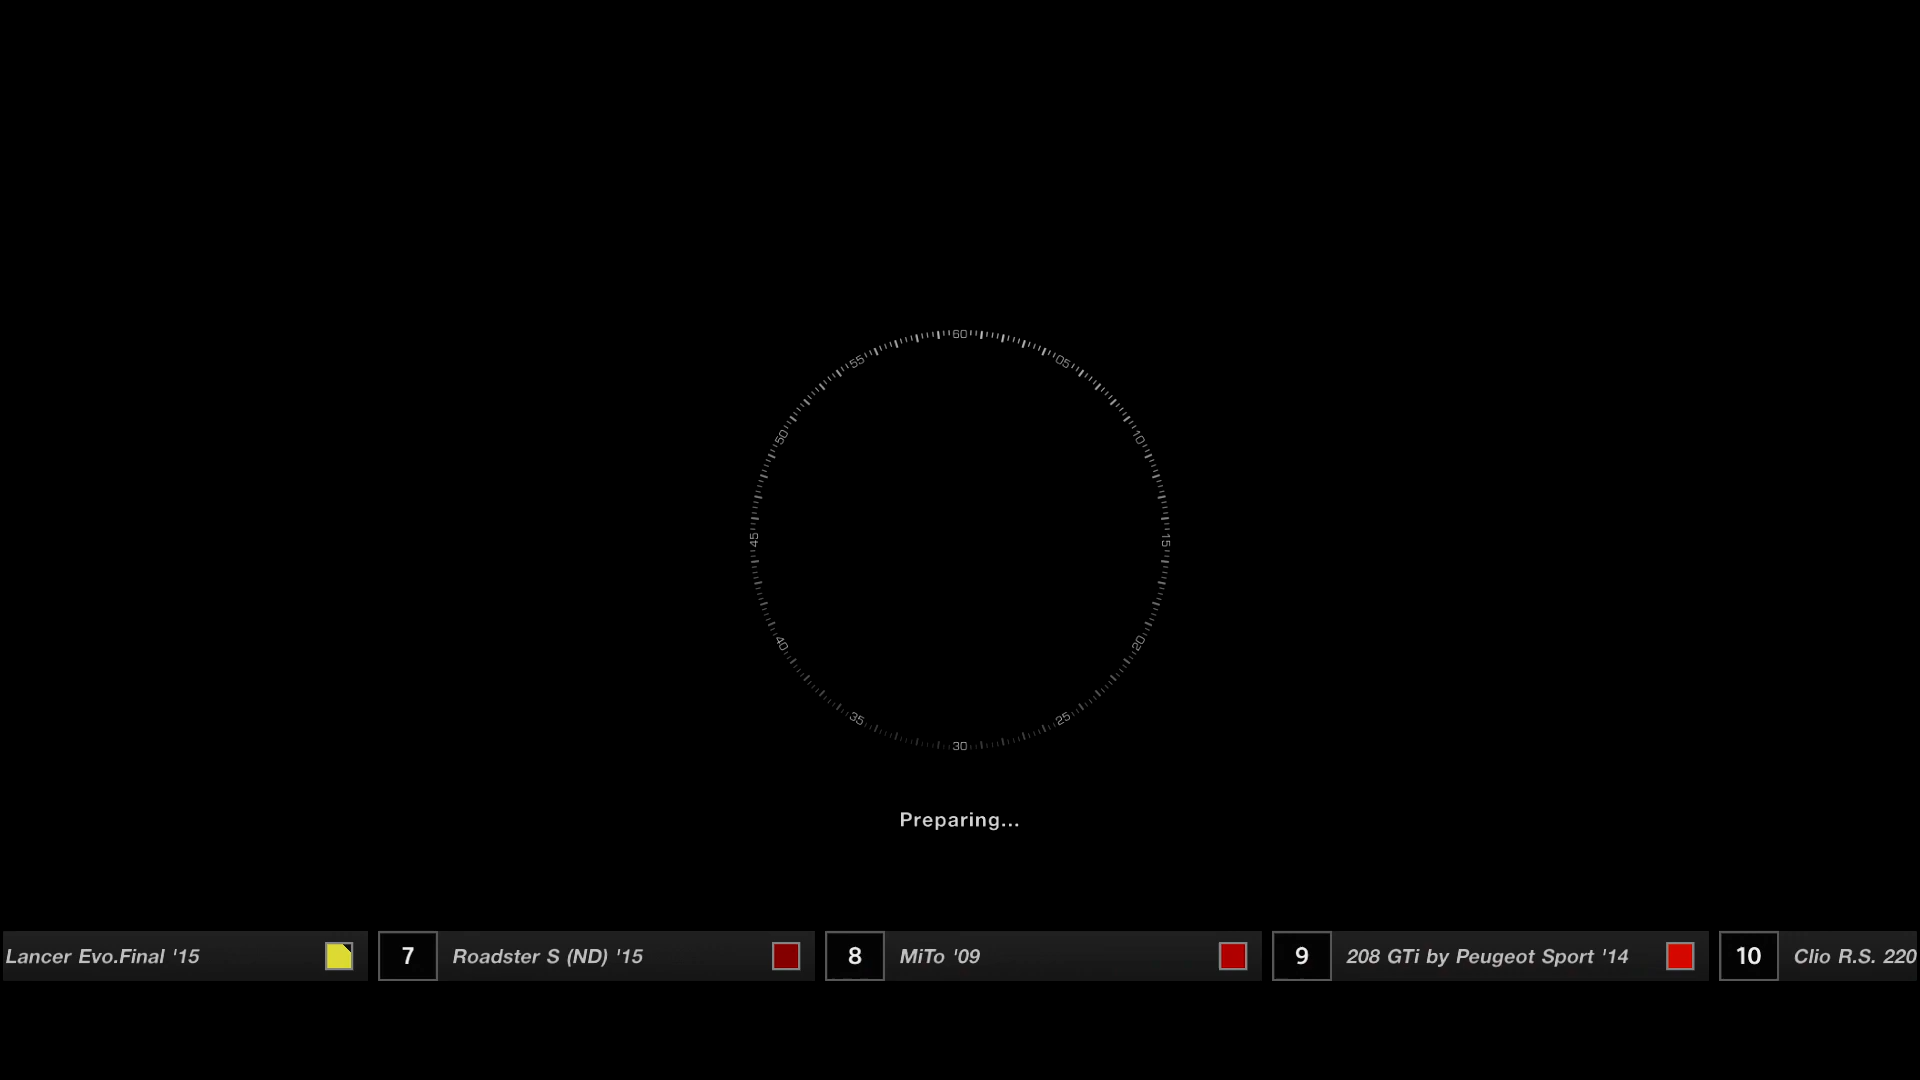 60
55
05
50
10
45
15
40
20
35
25
30
Preparing...
Lancer Evo.Final '15
7 Roadster S (ND) '15
8 MiTo '09
9 208 GTi by Peugeot Sport '14
10 Clio R.S. 220